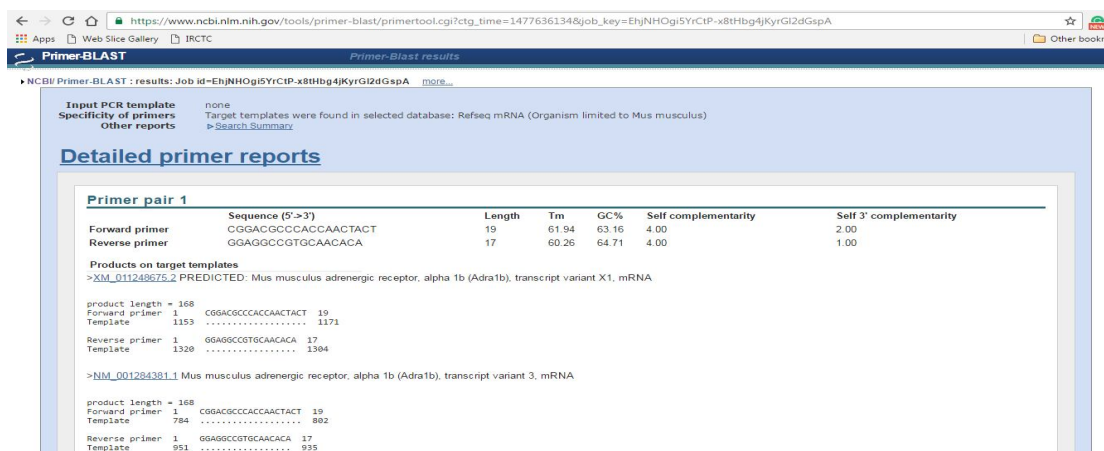 https://www.ncbi.nlm.nih.gov/tools/primer-blast/primertool.cgi?ctg_time=1477636134&job_key=EhjNHOgi5YrCtP-x8tHbg4jKyrGl2dGspA
Apps Web Slice Gallery IRCTC Other bookr
NEW
Primer-BLAST Primer-Blast results
NCBI/ Primer-BLAST : results: Job id=EhjNHOgi5YrCtP-x8tHbg4jKyrGl2dGspA more...
Input PCR template none
Specificity of primers Target templates were found in selected database: Refseq mRNA (Organism limited to Mus musculus)
Other reports Search Summary
Detailed primer reports
Primer pair 1
Sequence (5'->3') Length Tm GC% Self complementarity Self 3' complementarity
Forward primer CGGACGCCCACCAACTACT 19 61.94 63.16 4.00 2.00
Reverse primer GGAGGCCGTGCAACACA 17 60.26 64.71 4.00 1.00
Products on target templates
>XM_011248675.2 PREDICTED: Mus musculus adrenergic receptor, alpha 1b (Adra1b), transcript variant X1, mRNA
product length = 168
Forward primer 1 CGGACGCCCACCAACTACT 19
Template 1153 ................... 1171
Reverse primer 1 GGAGGCCGTGCAACACA 17
Template 1320 ................. 1304
>NM_001284381.1 Mus musculus adrenergic receptor, alpha 1b (Adra1b), transcript variant 3, mRNA
product length = 168
Forward primer 1 CGGACGCCCACCAACTACT 19
Template 784 ................... 802
Reverse primer 1 GGAGGCCGTGCAACACA 17
Template 951 ................. 935